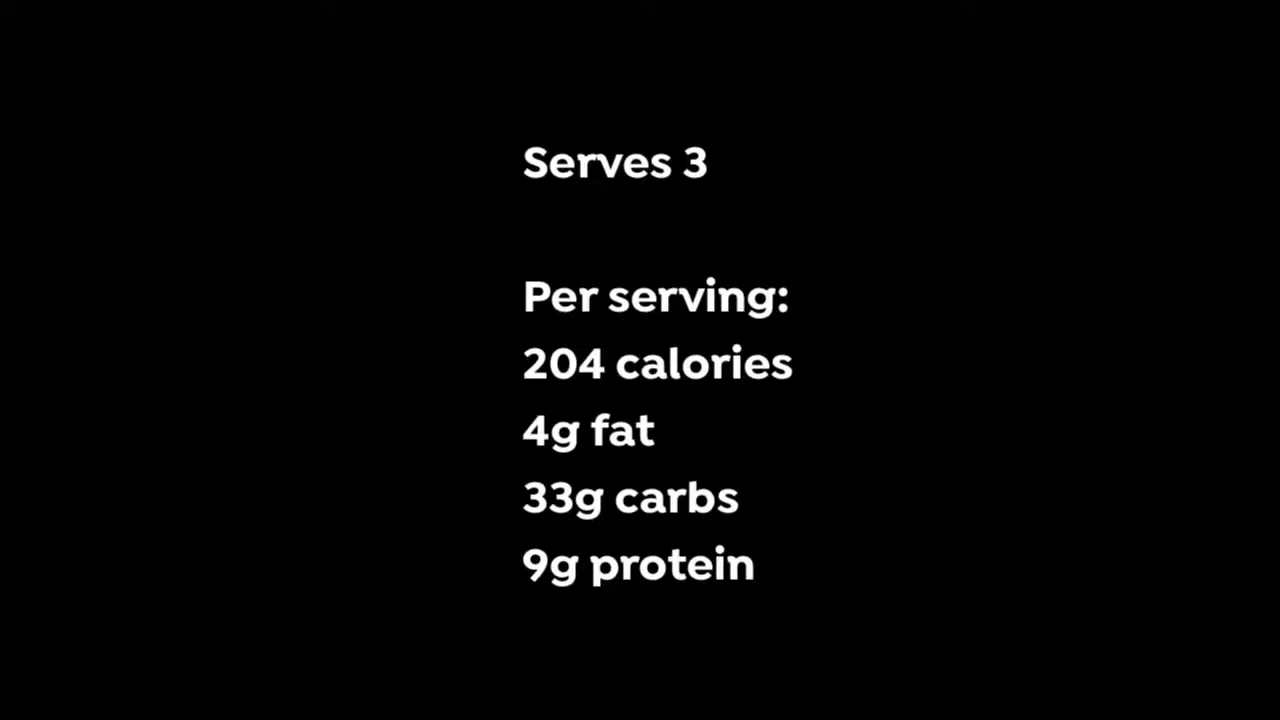 Serves 3
Per serving:
204 calories
4g fat
33g carbs
9g protein